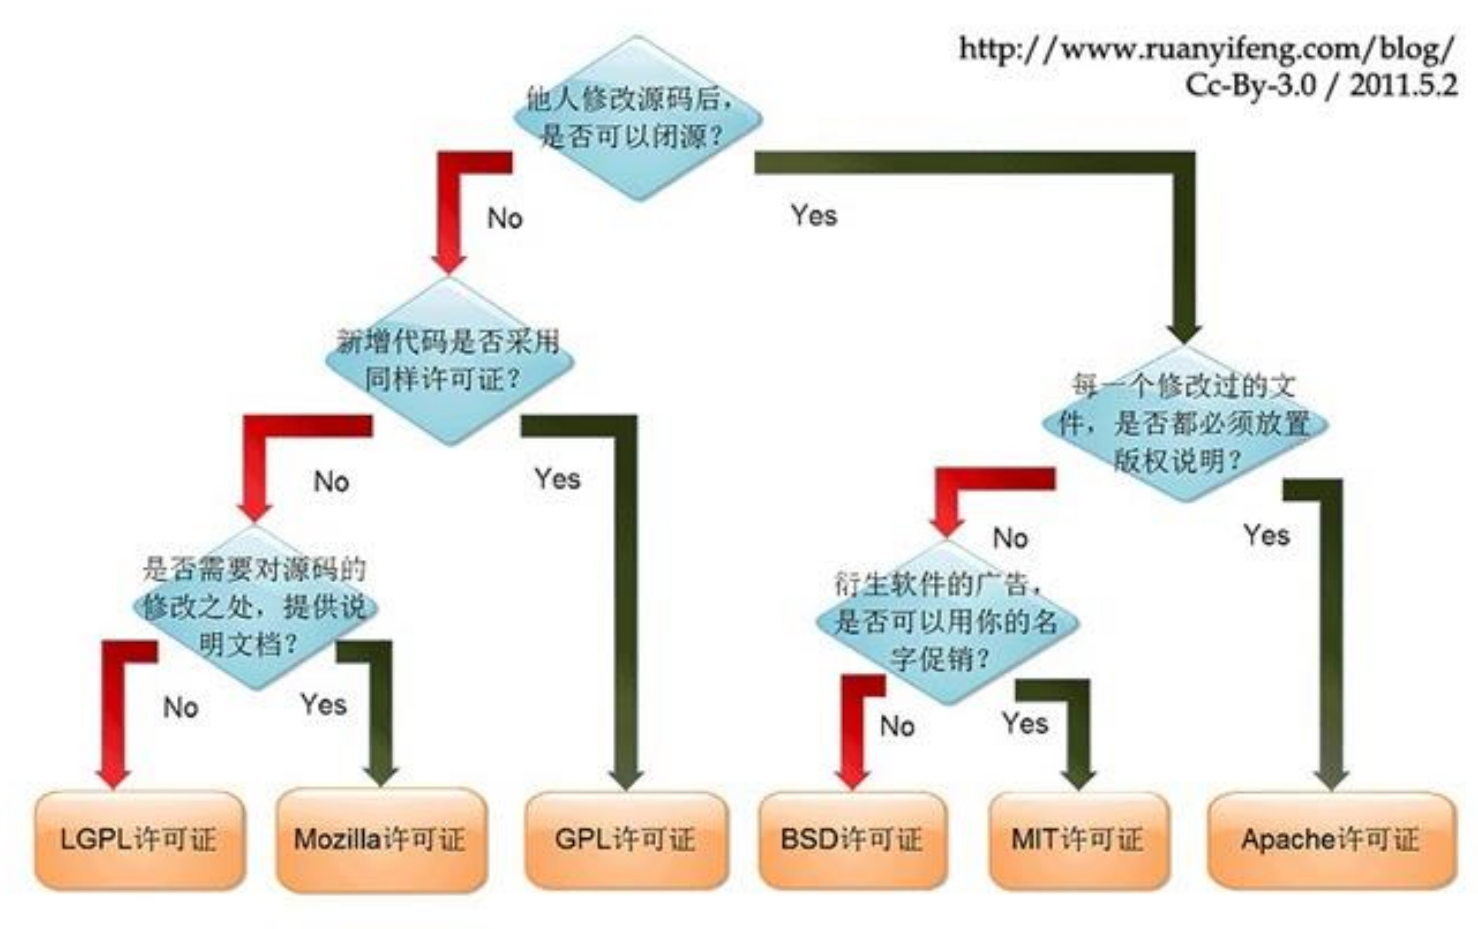 http://www.ruanyifeng.com/blog/
Cc-By-3.0 / 2011.5.2
他人修改源码后，
是否可以闭源？
No
Yes
新增代码是否采用
同样许可证？
每一个修改过的文
件，是否都必须放置
版权说明？
No
Yes
No
Yes
是否需要对源码的
修改之处，提供说
明文档？
衍生软件的广告，
是否可以用你的名
字促销？
No
Yes
No
Yes
LGPL许可证
Mozilla许可证
GPL许可证
BSD许可证
MIT许可证
Apache许可证